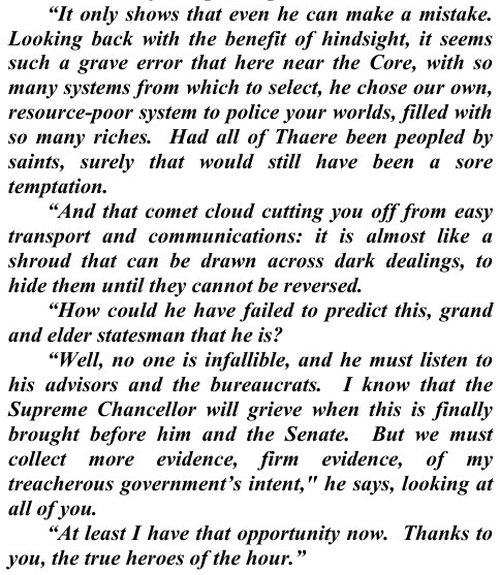 “It only shows that even he can make a mistake.
Looking back with the benefit of hindsight, it seems
such a grave error that here near the Core, with so
many systems from which to select, he chose our own,
resource-poor system to police your worlds, filled with
so many riches.  Had all of Thaere been peopled by
saints, surely that would still have been a sore
temptation.
“And that comet cloud cutting you off from easy
transport and communications: it is almost like a
shroud that can be drawn across dark dealings, to
hide them until they cannot be reversed.
“How could he have failed to predict this, grand
and elder statesman that he is?
“Well, no one is infallible, and he must listen to
his advisors and the bureaucrats.  I know that the
Supreme Chancellor will grieve when this is finally
brought before him and the Senate.  But we must
collect more evidence, firm evidence, of my
treacherous government’s intent," he says, looking at
all of you.
“At least I have that opportunity now.  Thanks to
you, the true heroes of the hour.”